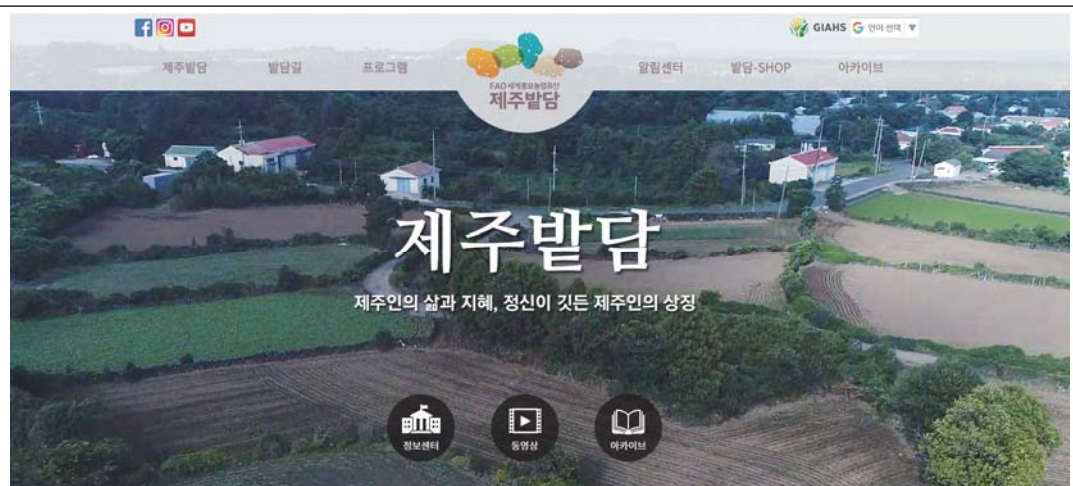 GIAHS
언어 선택
제주밭담 밭담길 프로그램 알림센터 밭담-SHOP 아카이브
FAO 세계중요농업유산
제주밭담
제주밭담
제주인의 삶과 지혜, 정신이 깃든 제주인의 상징
정보센터 동영상 아카이브